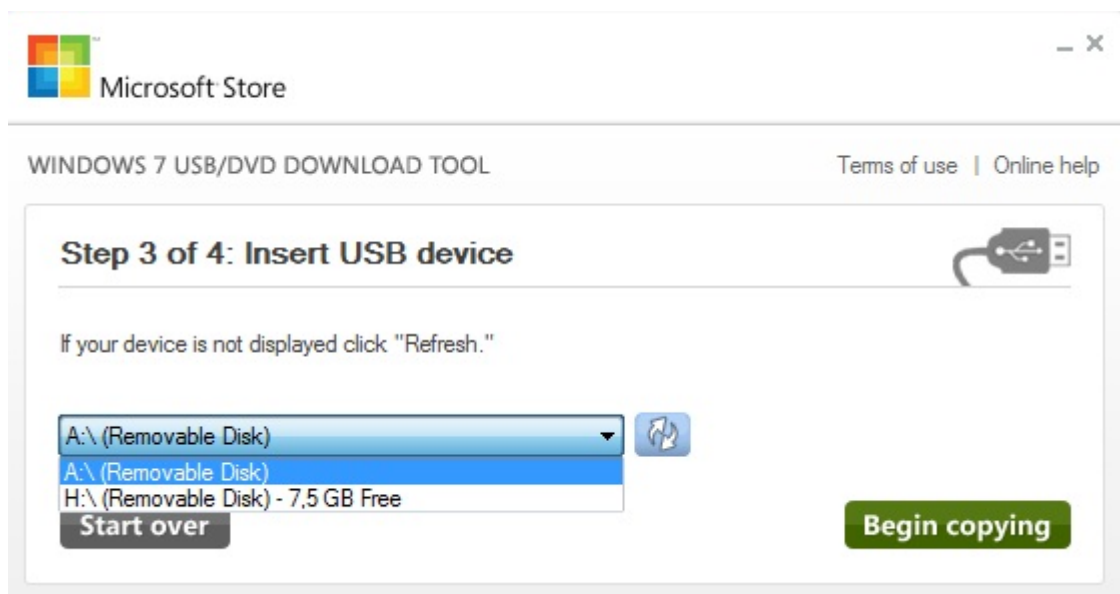 Microsoft Store
WINDOWS 7 USB/DVD DOWNLOAD TOOL
Terms of use | Online help
Step 3 of 4: Insert USB device
If your device is not displayed click "Refresh."
A:\ (Removable Disk)
A:\ (Removable Disk)
H:\ (Removable Disk) - 7,5 GB Free
Start over
Begin copying